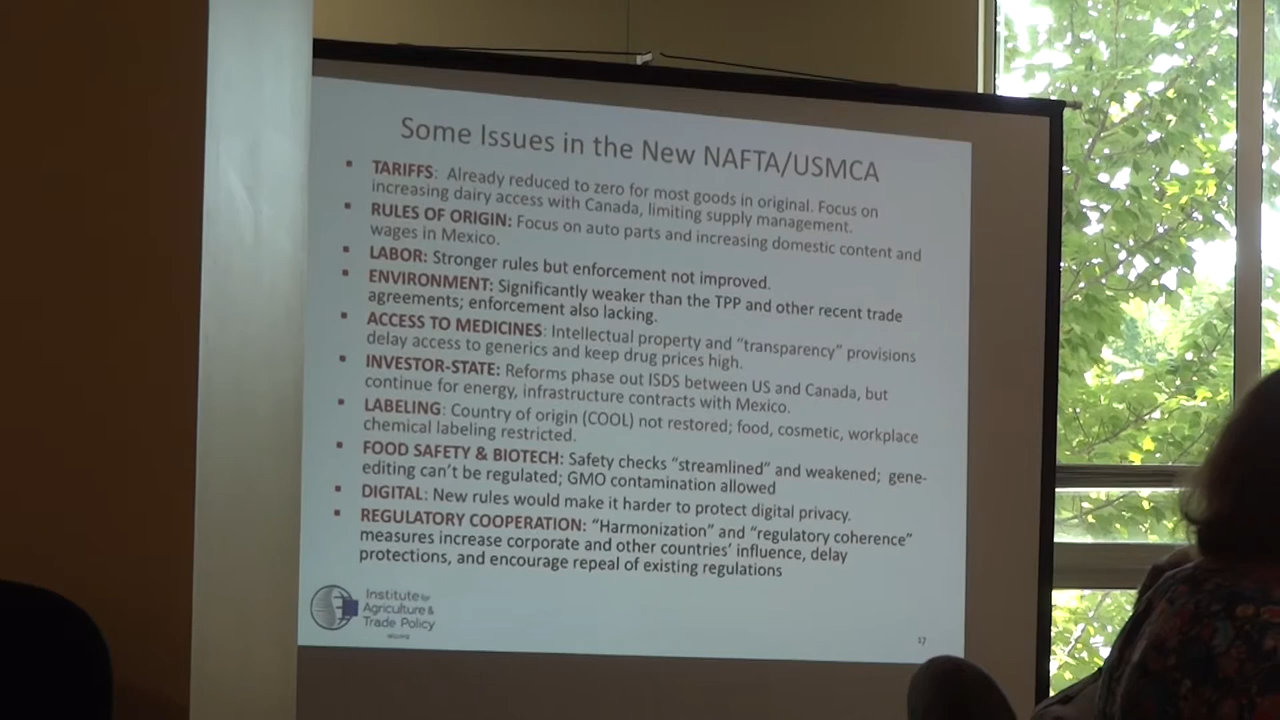 Some Issues in the New NAFTA/USMCA
▪ TARIFFS: Already reduced to zero for most goods in original. Focus on
increasing dairy access with Canada, limiting supply management.
▪ RULES OF ORIGIN: Focus on auto parts and increasing domestic content and
wages in Mexico.
▪ LABOR: Stronger rules but enforcement not improved.
▪ ENVIRONMENT: Significantly weaker than the TPP and other recent trade
agreements; enforcement also lacking.
▪ ACCESS TO MEDICINES: Intellectual property and “transparency” provisions
delay access to generics and keep drug prices high.
▪ INVESTOR-STATE: Reforms phase out ISDS between US and Canada, but
continue for energy, infrastructure contracts with Mexico.
▪ LABELING: Country of origin (COOL) not restored; food, cosmetic, workplace
chemical labeling restricted.
▪ FOOD SAFETY & BIOTECH: Safety checks “streamlined” and weakened; gene-
editing can’t be regulated; GMO contamination allowed
▪ DIGITAL: New rules would make it harder to protect digital privacy.
▪ REGULATORY COOPERATION: “Harmonization” and “regulatory coherence”
measures increase corporate and other countries’ influence, delay
protections, and encourage repeal of existing regulations
Institute for
Agriculture &
Trade Policy
17